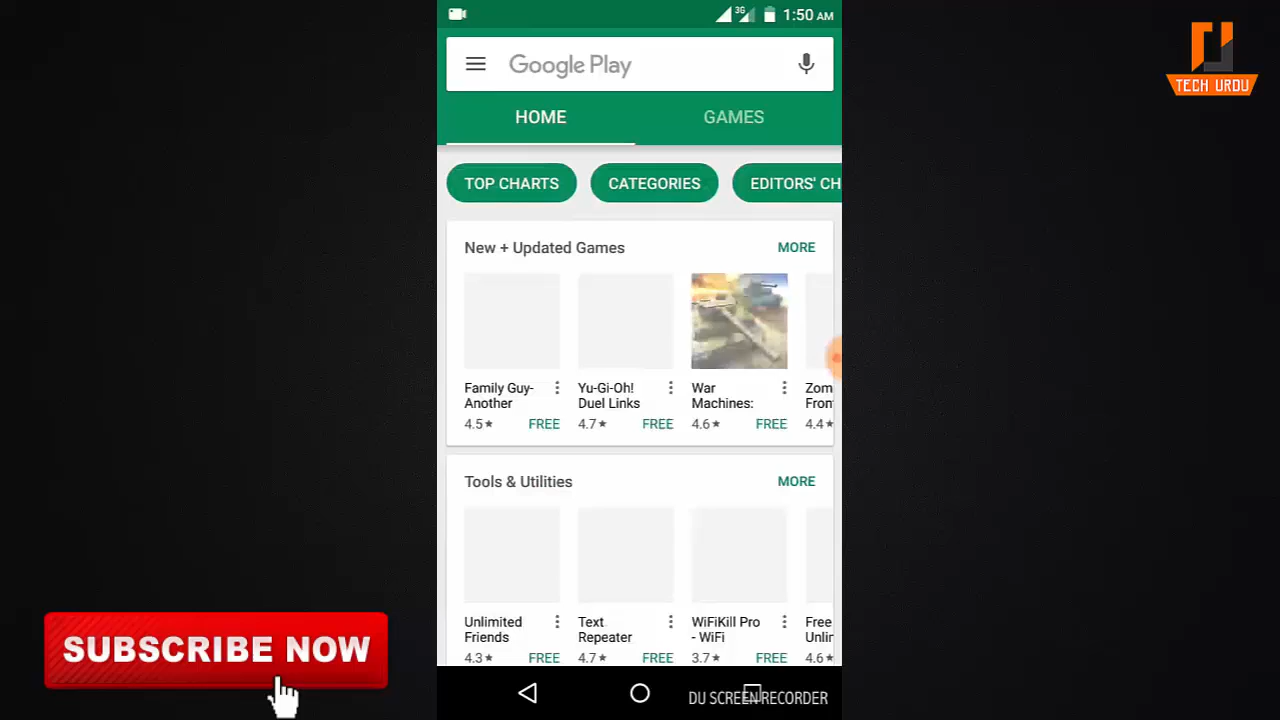 3G 1:50 AM
TECH URDU
Google Play
HOME GAMES
TOP CHARTS CATEGORIES EDITORS' CH
New + Updated Games MORE
Family Guy- Yu-Gi-Oh! War Zom
Another Duel Links Machines: Fron
4.5★ FREE 4.7★ FREE 4.6★ FREE 4.4★
Tools & Utilities MORE
Unlimited Text WiFiKill Pro Free
Friends Repeater - WiFi Unlin
4.3★ FREE 4.7★ FREE 3.7★ FREE 4.6★
SUBSCRIBE NOW
DU SCREEN RECORDER